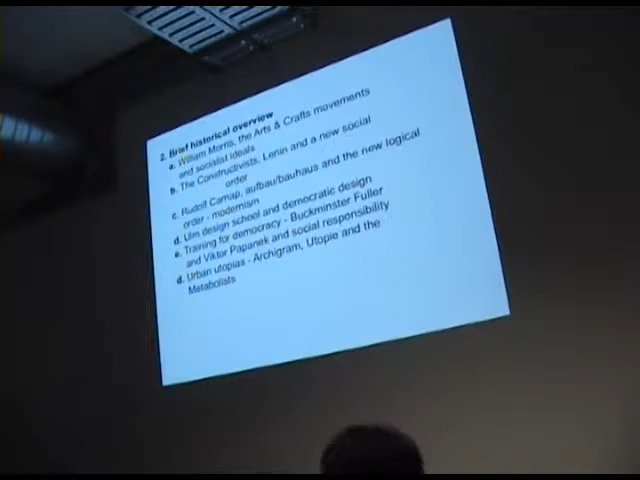 2. Brief historical overview
a. William Morris, the Arts & Crafts movements
and socialist ideals
b. The Constructivists, Lenin and a new social
order
c. Rudolf Carnap, aufbau/bauhaus and the new logical
order - modernism
d. Ulm design school and democratic design
e. Training for democracy - Buckminster Fuller
and Viktor Papanek and social responsibility
d. Urban utopias - Archigram, Utopie and the
Metabolists